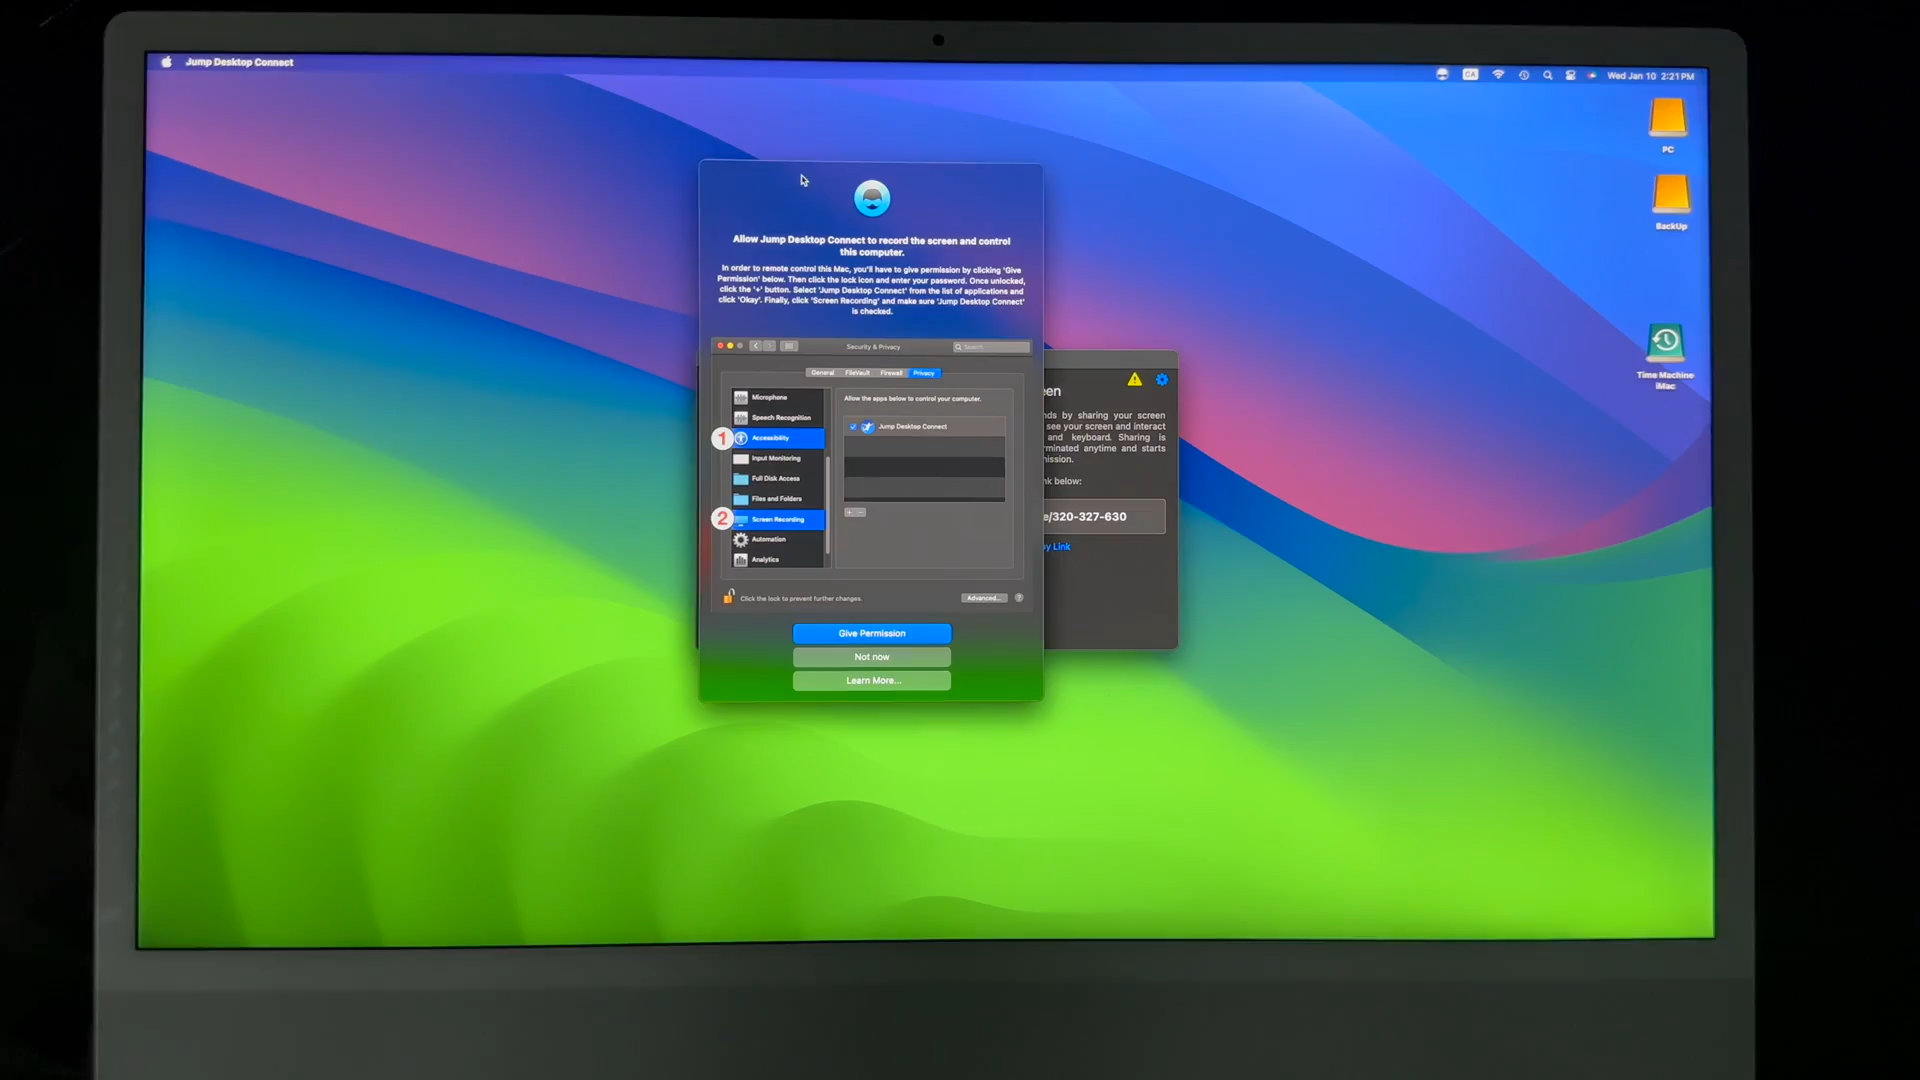 Jump Desktop Connect
CA
Wed Jan 10 2:21 PM
PC
BackUp
Time Machine
iMac
Allow Jump Desktop Connect to record the screen and control
this computer.
In order to remote control this Mac, you'll have to give permission by clicking 'Give
Permission' below. Then click the lock icon and enter your password. Once unlocked,
click the '+' button. Select 'Jump Desktop Connect' from the list of applications and
click 'Okay'. Finally, click 'Screen Recording' and make sure 'Jump Desktop Connect'
is checked.
Security & Privacy
Search
General FileVault Firewall Privacy
Microphone
Speech Recognition
1 Accessibility
Input Monitoring
Full Disk Access
Files and Folders
2 Screen Recording
Automation
Analytics
Allow the apps below to control your computer.
Jump Desktop Connect
+ −
Click the lock to prevent further changes.
Advanced...
?
Give Permission
Not now
Learn More...
een
nds by sharing your screen
see your screen and interact
and keyboard. Sharing is
rminated anytime and starts
mission.
nk below:
e/320-327-630
y Link